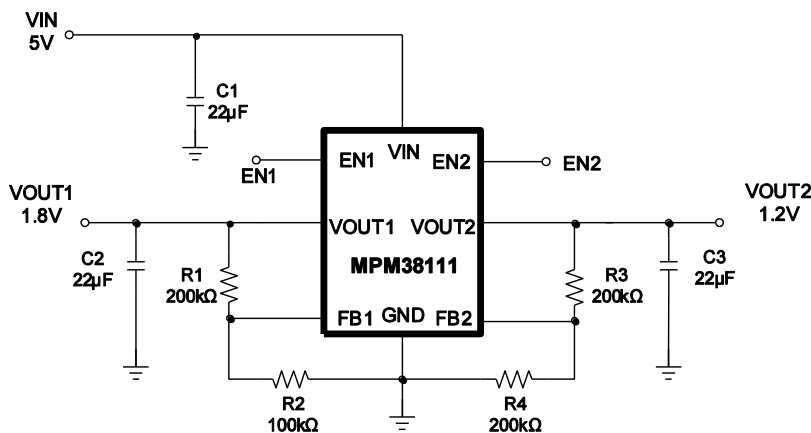 VIN
5V
C1
22µF
EN1
EN1
VIN
EN2
EN2
VOUT1
1.8V
VOUT1
VOUT2
VOUT2
1.2V
C2
22µF
R1
200kΩ
MPM38111
R3
200kΩ
C3
22µF
FB1
GND
FB2
R2
100kΩ
R4
200kΩ